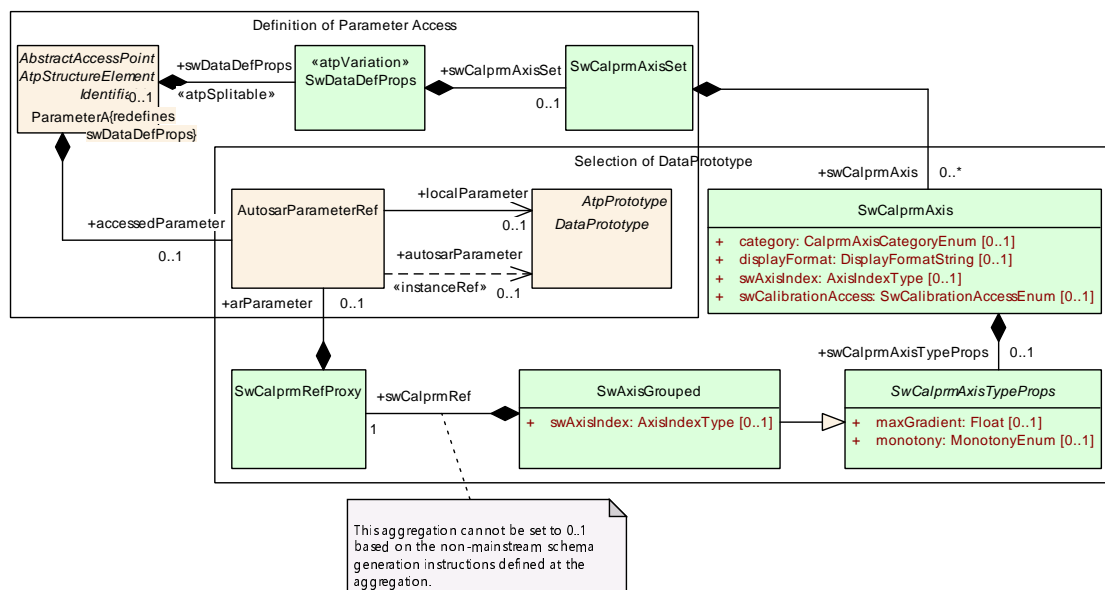 Definition of Parameter Access
AbstractAccessPoint
AtpStructureElement
Identifia
0..1
ParameterA
{redefines
swDataDefProps}
+swDataDefProps
«atpSplitable»
«atpVariation»
SwDataDefProps
+swCalprmAxisSet
0..1
SwCalprmAxisSet
Selection of DataPrototype
+swCalprmAxis
0..*
+accessedParameter
0..1
AutosarParameterRef
+localParameter
0..1
+autosarParameter
«instanceRef»
0..1
AtpPrototype
DataPrototype
SwCalprmAxis
+ category: CalprmAxisCategoryEnum [0..1]
+ displayFormat: DisplayFormatString [0..1]
+ swAxisIndex: AxisIndexType [0..1]
+ swCalibrationAccess: SwCalibrationAccessEnum [0..1]
+arParameter
0..1
+swCalprmAxisTypeProps
0..1
SwCalprmRefProxy
+swCalprmRef
1
SwAxisGrouped
+ swAxisIndex: AxisIndexType [0..1]
SwCalprmAxisTypeProps
+ maxGradient: Float [0..1]
+ monotony: MonotonyEnum [0..1]
This aggregation cannot be set to 0..1
based on the non-mainstream schema
generation instructions defined at the
aggregation.